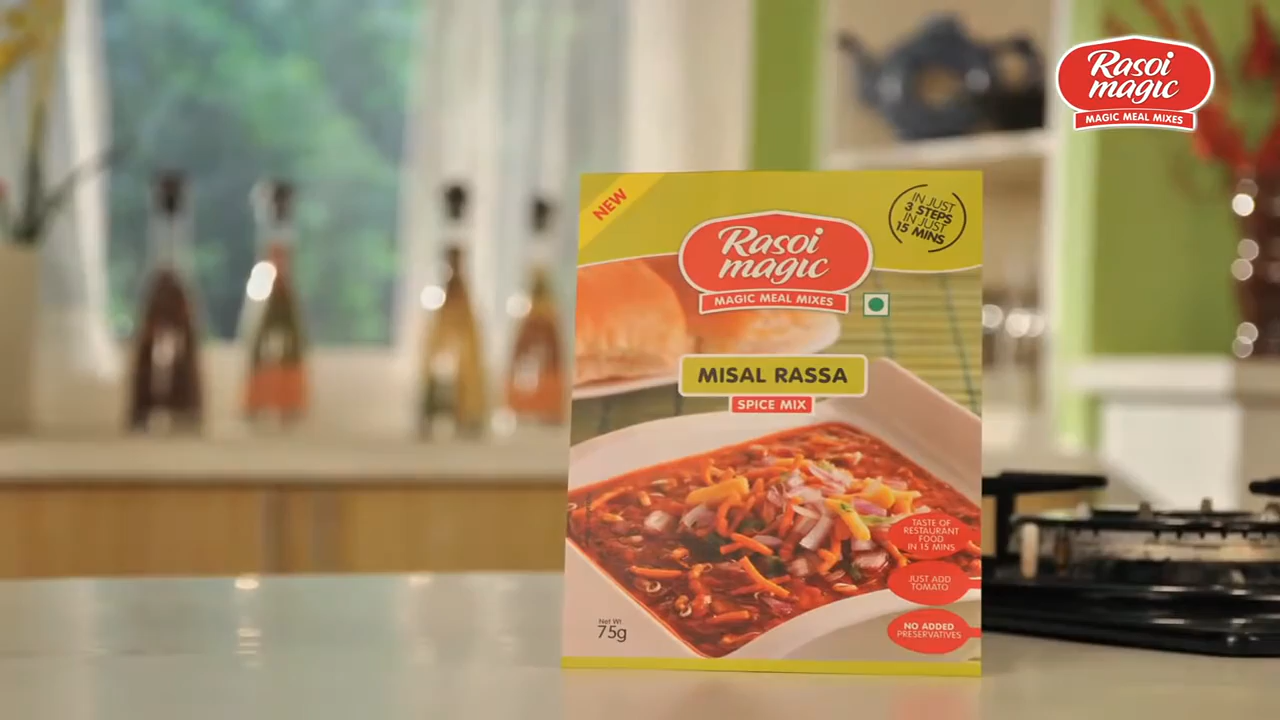 Rasoi
magic
MAGIC MEAL MIXES
NEW
IN JUST
3 STEPS
IN JUST
15 MINS
Rasoi
magic
MAGIC MEAL MIXES
MISAL RASSA
SPICE MIX
TASTE OF
RESTAURANT
FOOD
IN 15 MINS
JUST ADD
TOMATO
NO ADDED
PRESERVATIVES
Net Wt
75g